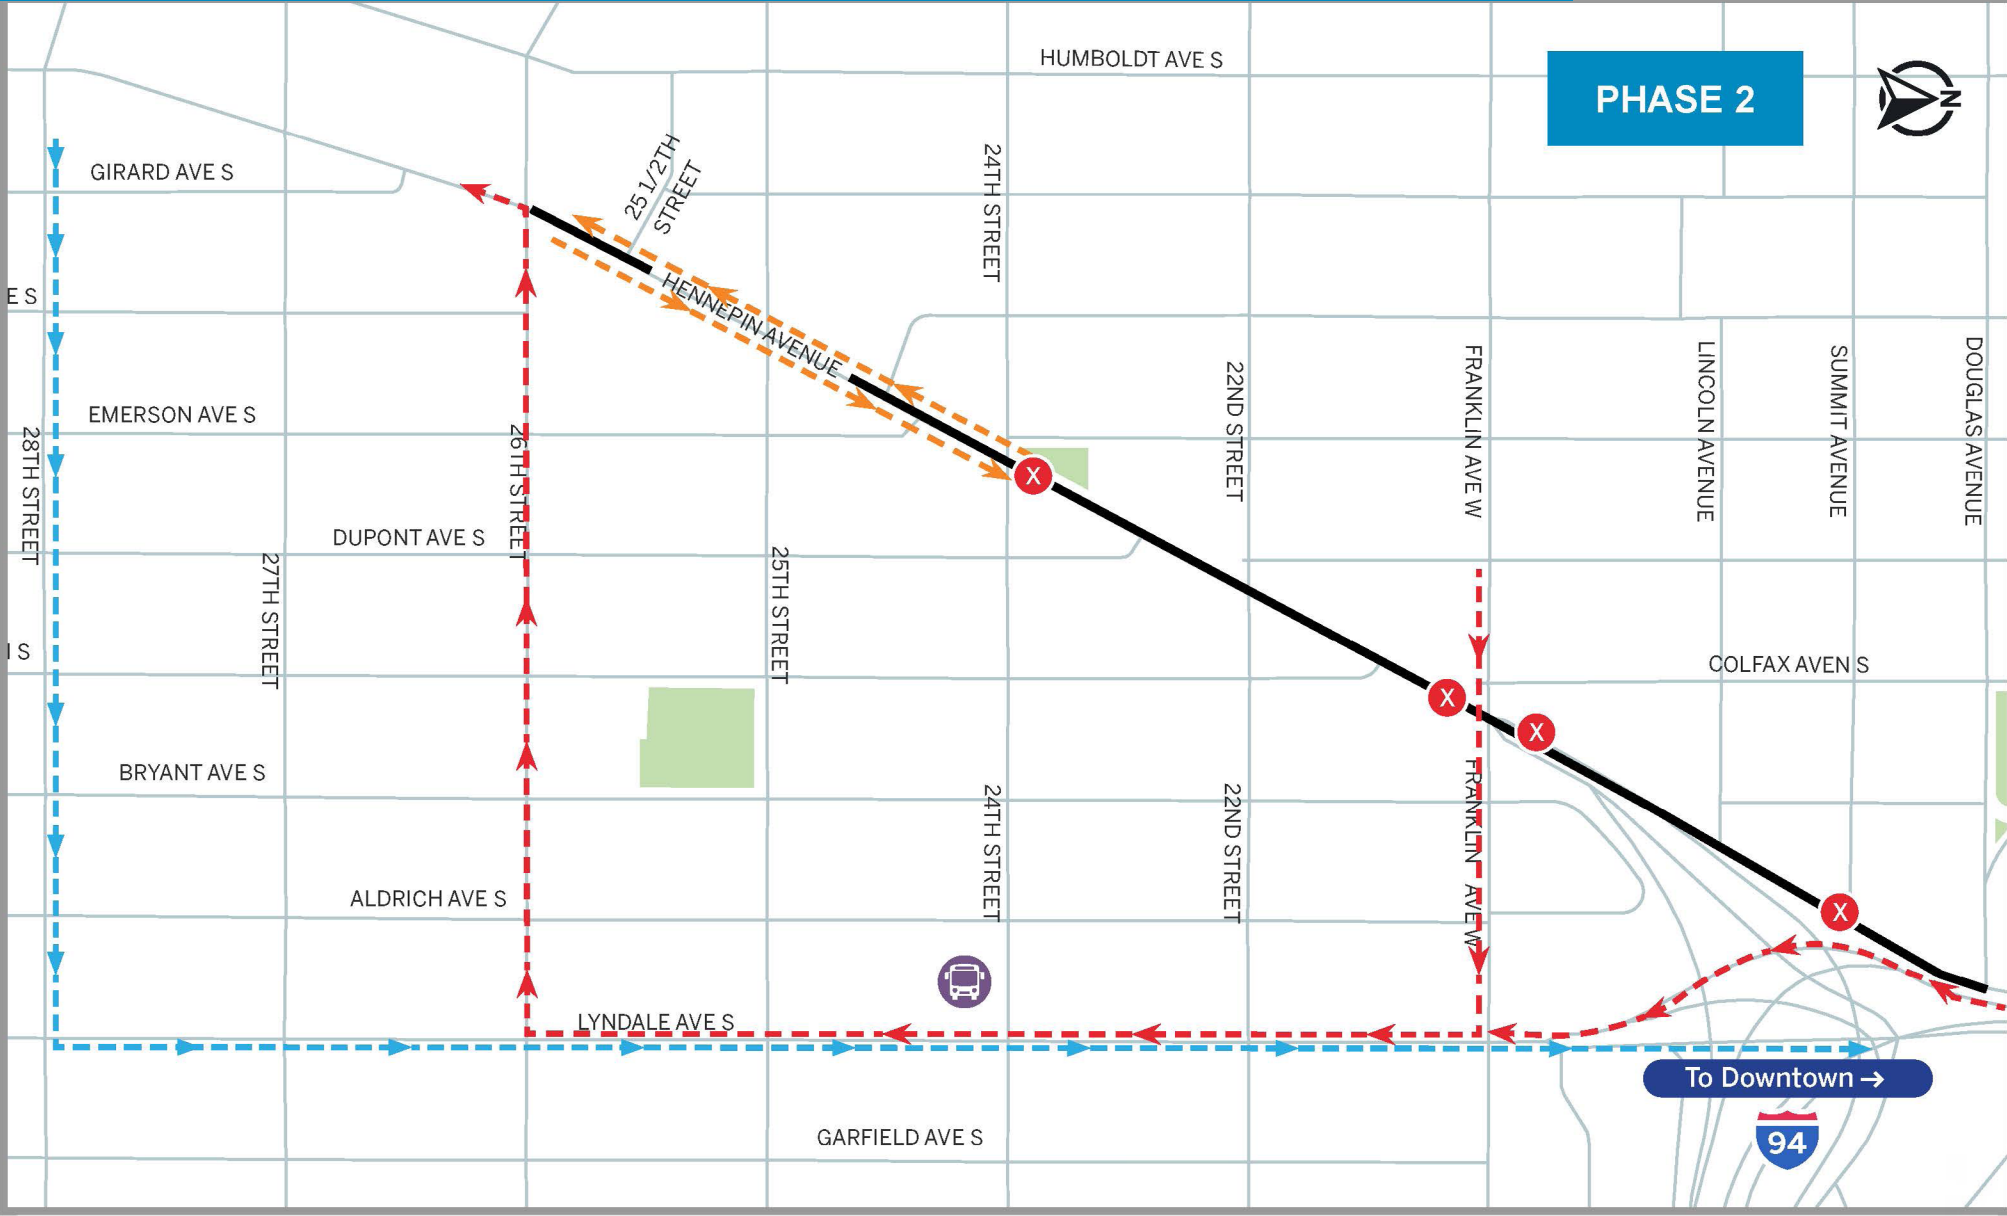 HUMBOLDT AVE S
PHASE 2
N
GIRARD AVE S
25 1/2TH
STREET
24TH STREET
E S
HENNEPIN AVENUE
EMERSON AVE S
28TH STREET
26TH STREET
22ND STREET
FRANKLIN AVE W
LINCOLN AVENUE
SUMMIT AVENUE
DOUGLAS AVENUE
X
DUPONT AVE S
27TH STREET
25TH STREET
I S
COLFAX AVEN S
X
X
BRYANT AVE S
24TH STREET
22ND STREET
FRANKLIN AVE W
ALDRICH AVE S
X
LYNDALE AVE S
To Downtown →
GARFIELD AVE S
94